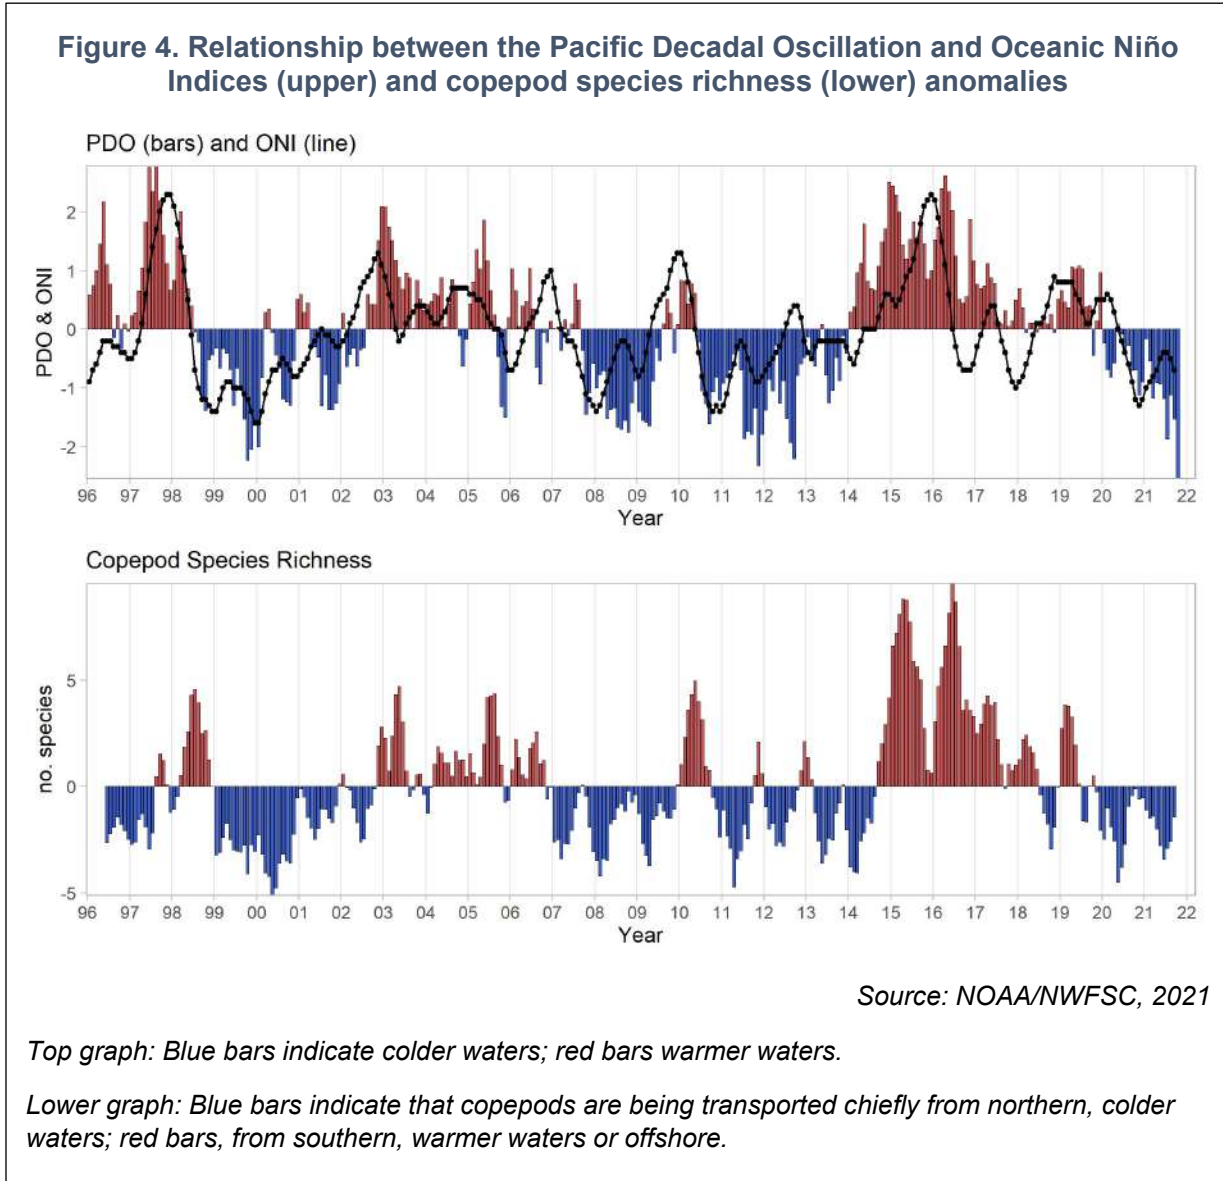 Figure 4. Relationship between the Pacific Decadal Oscillation and Oceanic Niño
Indices (upper) and copepod species richness (lower) anomalies
PDO (bars) and ONI (line)
PDO & ONI
2
1
0
-1
-2
96 97 98 99 00 01 02 03 04 05 06 07 08 09 10 11 12 13 14 15 16 17 18 19 20 21 22
Year
Copepod Species Richness
no. species
5
0
-5
96 97 98 99 00 01 02 03 04 05 06 07 08 09 10 11 12 13 14 15 16 17 18 19 20 21 22
Year
Source: NOAA/NWFSC, 2021
Top graph: Blue bars indicate colder waters; red bars warmer waters.
Lower graph: Blue bars indicate that copepods are being transported chiefly from northern, colder
waters; red bars, from southern, warmer waters or offshore.